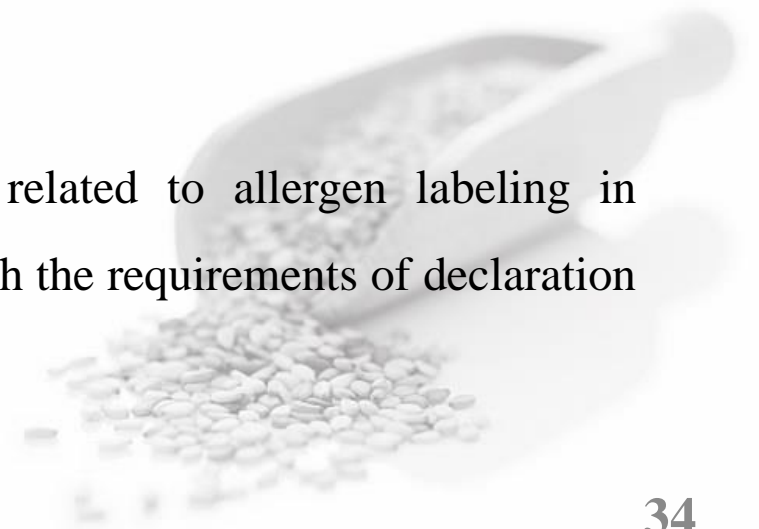 related to allergen labeling in
h the requirements of declaration
34